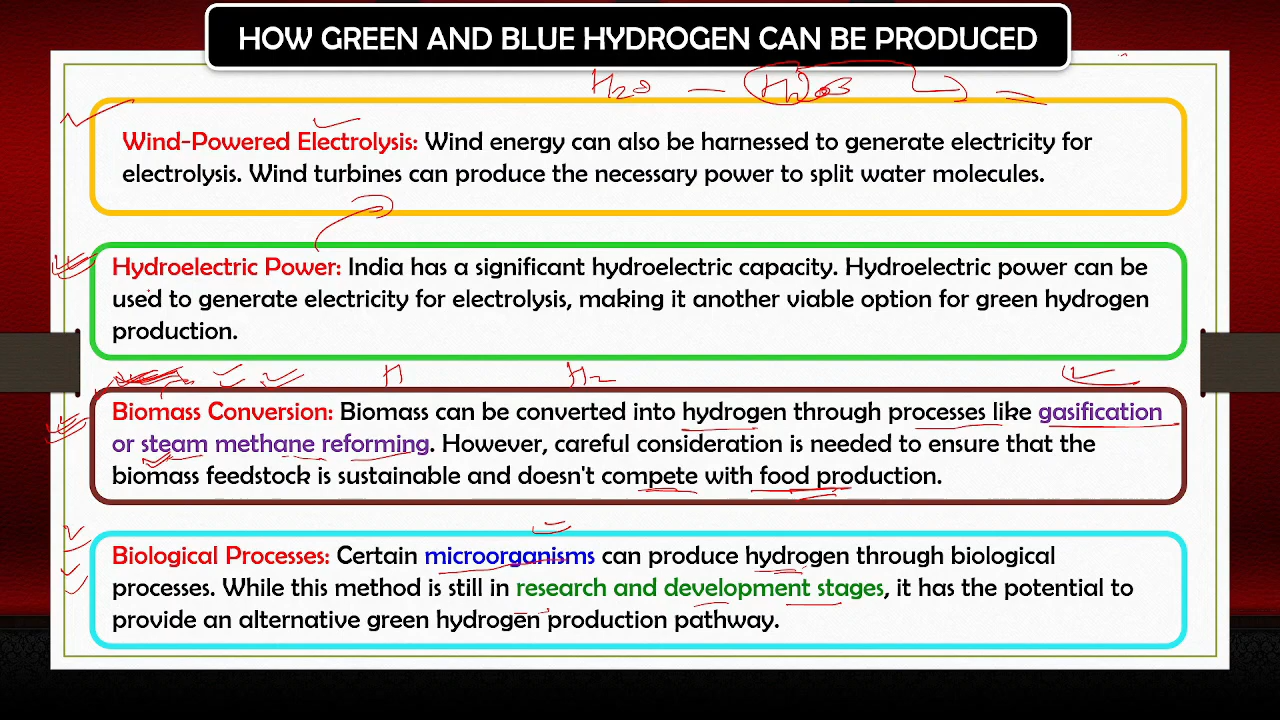 HOW GREEN AND BLUE HYDROGEN CAN BE PRODUCED
H2O
Wind-Powered Electrolysis: Wind energy can also be harnessed to generate electricity for
electrolysis. Wind turbines can produce the necessary power to split water molecules.
Hydroelectric Power: India has a significant hydroelectric capacity. Hydroelectric power can be
used to generate electricity for electrolysis, making it another viable option for green hydrogen
production.
H H2
Biomass Conversion: Biomass can be converted into hydrogen through processes like gasification
or steam methane reforming. However, careful consideration is needed to ensure that the
biomass feedstock is sustainable and doesn't compete with food production.
Biological Processes: Certain microorganisms can produce hydrogen through biological
processes. While this method is still in research and development stages, it has the potential to
provide an alternative green hydrogen production pathway.